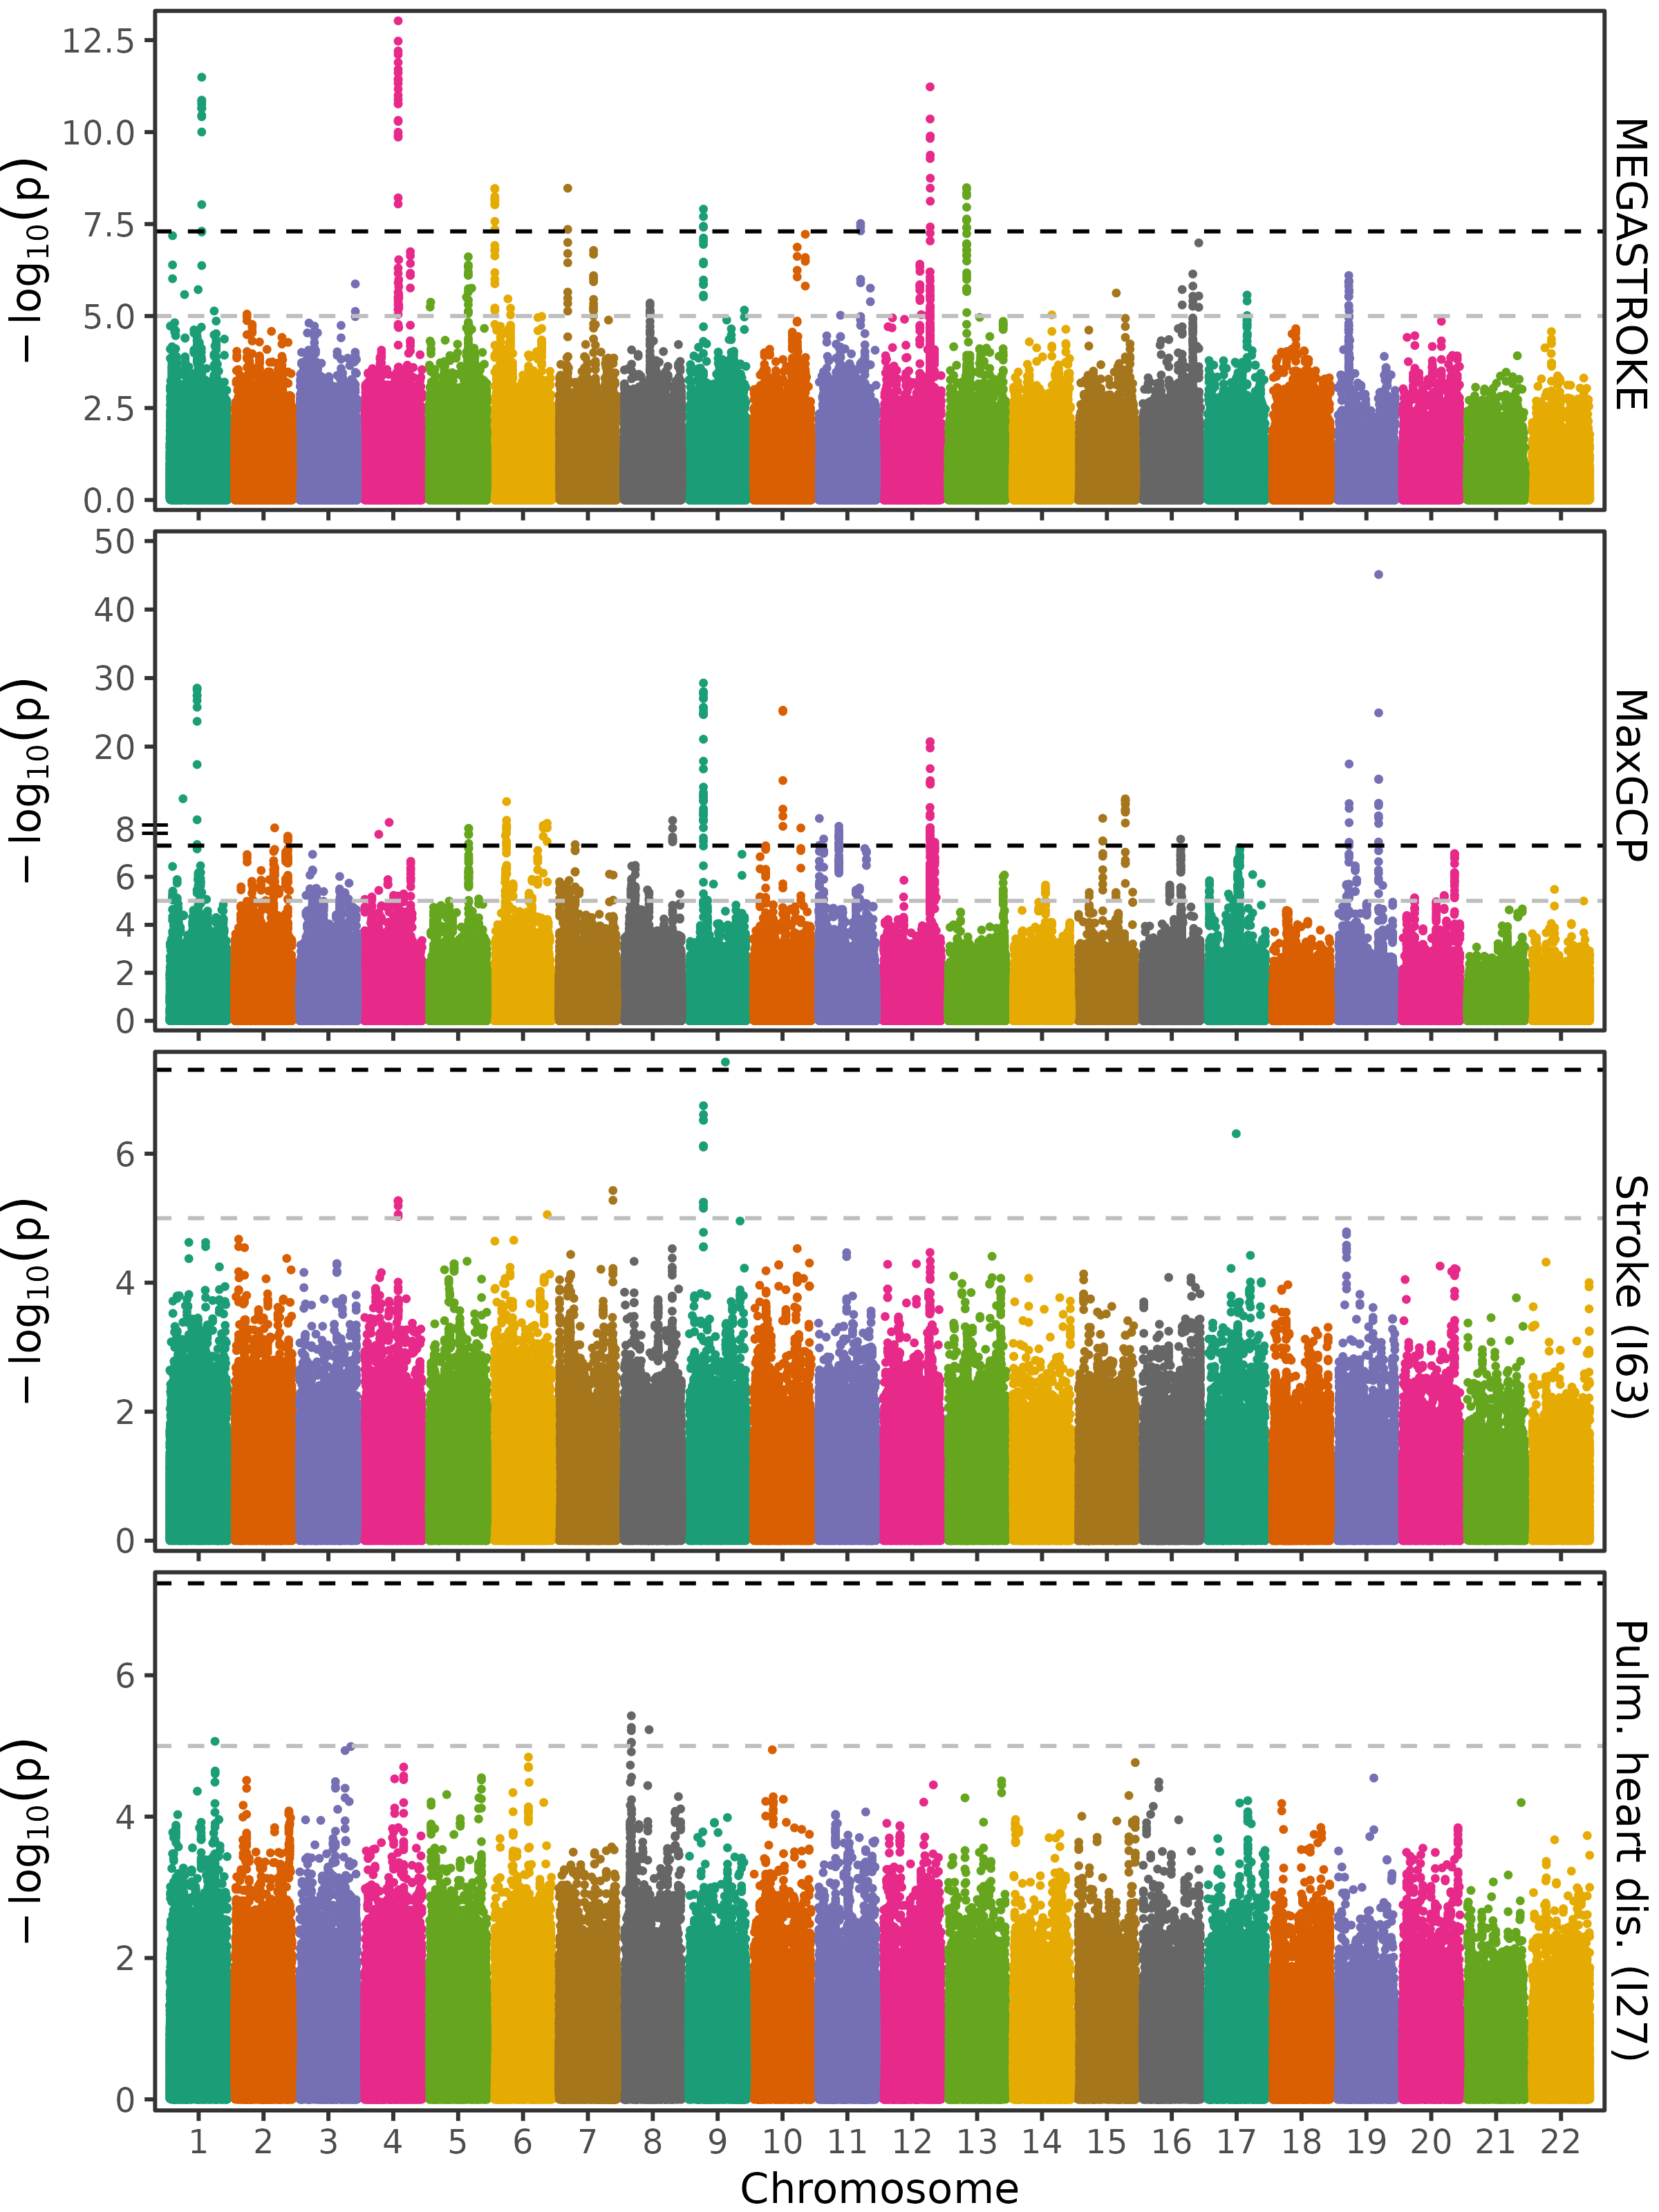 12.5
10.0
7.5
5.0
2.5
0.0
−log10(p)
MEGASTROKE
50
40
30
20
8
6
4
2
0
−log10(p)
MaxGCP
6
4
2
0
−log10(p)
Stroke (I63)
6
4
2
0
−log10(p)
Pulm. heart dis. (I27)
1 2 3 4 5 6 7 8 9 10 11 12 13 14 15 16 17 18 19 20 21 22
Chromosome